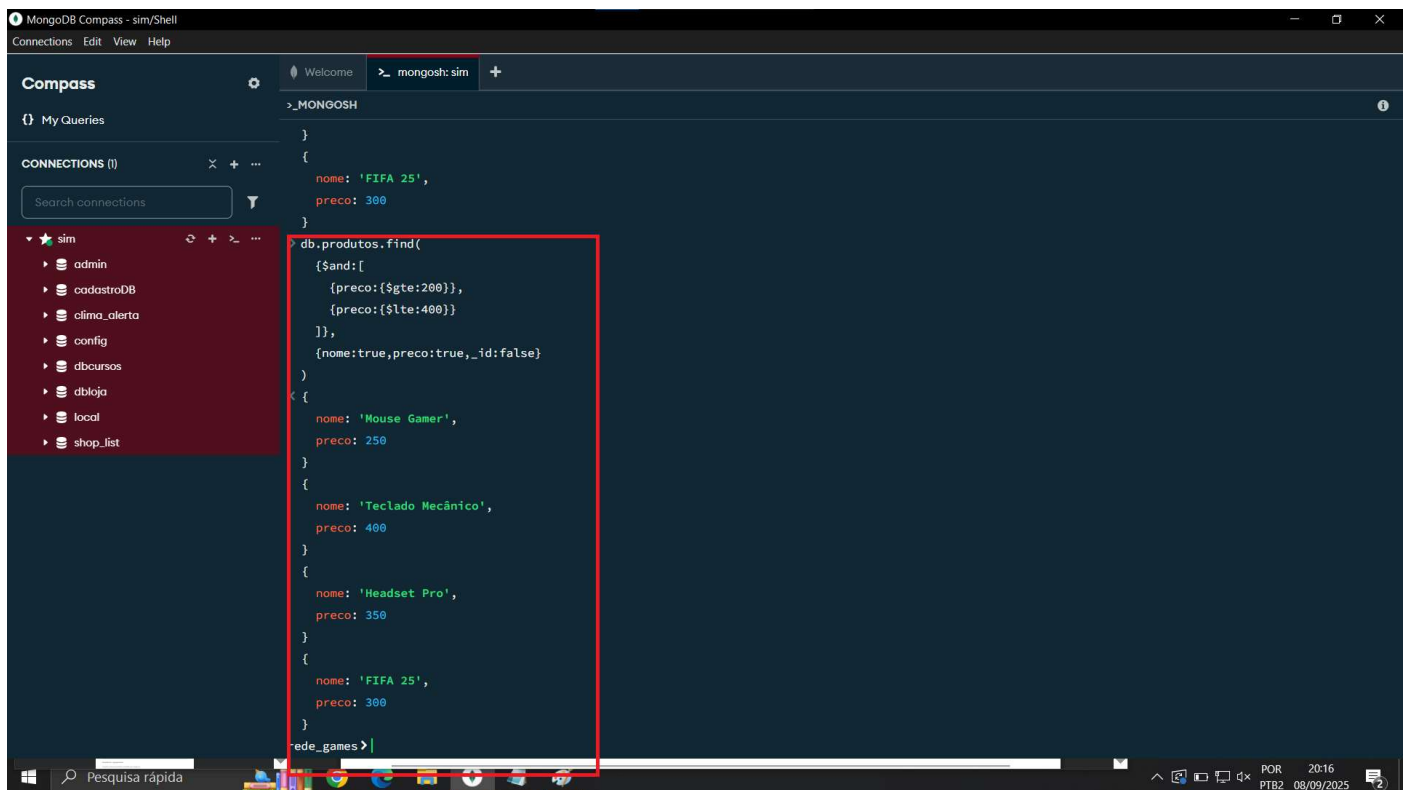 MongoDB Compass - sim/Shell
Connections Edit View Help
Compass
Welcome
>_ mongosh: sim
+
>_MONGOSH
{} My Queries
CONNECTIONS (1)
Search connections
sim
admin
cadastroDB
clima_alerta
config
dbcursos
dbloja
local
shop_list
}
{
nome: 'FIFA 25',
preco: 300
}
> db.produtos.find(
{$and:[
{preco:{$gte:200}},
{preco:{$lte:400}}
]},
{nome:true,preco:true,_id:false}
)
< {
nome: 'Mouse Gamer',
preco: 250
}
{
nome: 'Teclado Mecânico',
preco: 400
}
{
nome: 'Headset Pro',
preco: 350
}
{
nome: 'FIFA 25',
preco: 300
}
rede_games>
Pesquisa rápida
POR
PTB2
20:16
08/09/2025
2